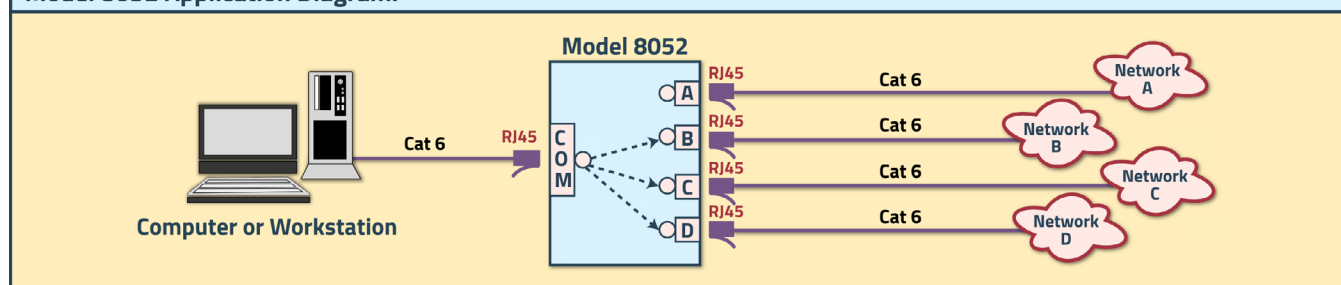 Model 8052
RJ45
Cat 6
Network
A
A
RJ45
Cat 6
Network
B
B
Cat 6
RJ45
COM
RJ45
Cat 6
Network
C
C
RJ45
Cat 6
Network
D
D
Computer or Workstation